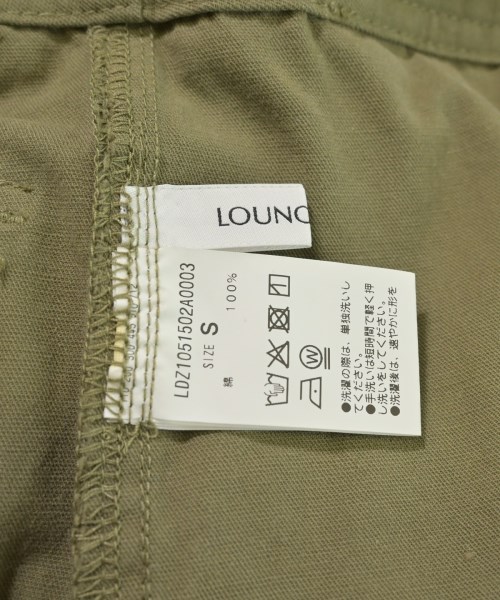 LOUNC
LDZ1051502A0003
SIZE S
綿 100%
●洗濯の際は、単独洗いし
てください。
●手洗いは短時間で軽く押
し洗いをしてください。
●洗濯後は、速やかに形を